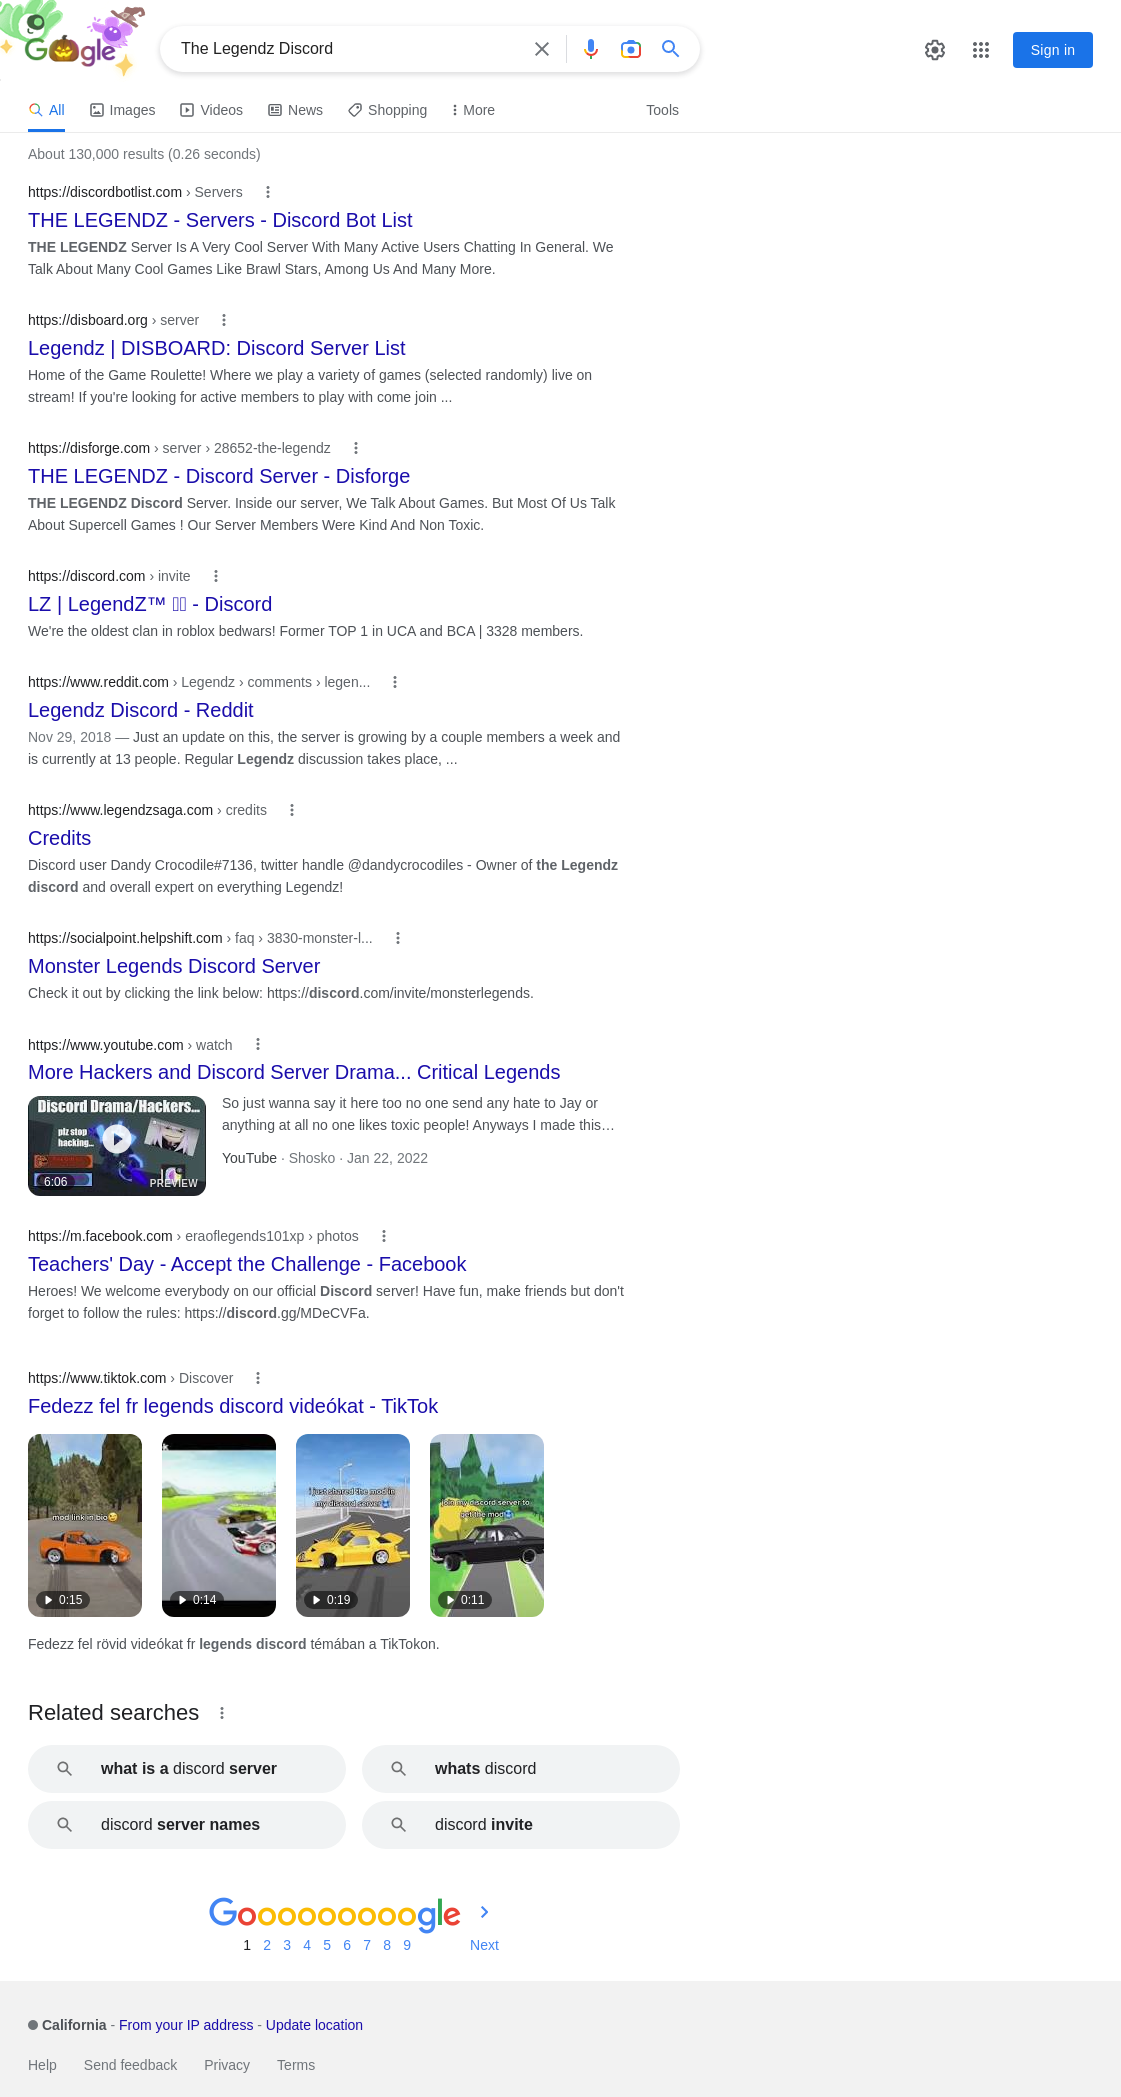 Google
The Legendz Discord
Sign in
All Images Videos News Shopping More Tools
About 130,000 results (0.26 seconds)
https://discordbotlist.com › Servers
THE LEGENDZ - Servers - Discord Bot List
THE LEGENDZ Server Is A Very Cool Server With Many Active Users Chatting In General. We
Talk About Many Cool Games Like Brawl Stars, Among Us And Many More.
https://disboard.org › server
Legendz | DISBOARD: Discord Server List
Home of the Game Roulette! Where we play a variety of games (selected randomly) live on
stream! If you're looking for active members to play with come join ...
https://disforge.com › server › 28652-the-legendz
THE LEGENDZ - Discord Server - Disforge
THE LEGENDZ Discord Server. Inside our server, We Talk About Games. But Most Of Us Talk
About Supercell Games ! Our Server Members Were Kind And Non Toxic.
https://discord.com › invite
LZ | LegendZ™ - Discord
We're the oldest clan in roblox bedwars! Former TOP 1 in UCA and BCA | 3328 members.
https://www.reddit.com › Legendz › comments › legen...
Legendz Discord - Reddit
Nov 29, 2018 — Just an update on this, the server is growing by a couple members a week and
is currently at 13 people. Regular Legendz discussion takes place, ...
https://www.legendzsaga.com › credits
Credits
Discord user Dandy Crocodile#7136, twitter handle @dandycrocodiles - Owner of the Legendz
discord and overall expert on everything Legendz!
https://socialpoint.helpshift.com › faq › 3830-monster-l...
Monster Legends Discord Server
Check it out by clicking the link below: https://discord.com/invite/monsterlegends.
https://www.youtube.com › watch
More Hackers and Discord Server Drama... Critical Legends
Discord Drama/Hackers...
plz stop
hacking...
6:06
PREVIEW
So just wanna say it here too no one send any hate to Jay or
anything at all no one likes toxic people! Anyways I made this…
YouTube · Shosko · Jan 22, 2022
https://m.facebook.com › eraoflegends101xp › photos
Teachers' Day - Accept the Challenge - Facebook
Heroes! We welcome everybody on our official Discord server! Have fun, make friends but don't
forget to follow the rules: https://discord.gg/MDeCVFa.
https://www.tiktok.com › Discover
Fedezz fel fr legends discord videókat - TikTok
mod link in bio
0:15
0:14
i just shared the mod in
my discord server
0:19
join my discord server to
get the mod
0:11
Fedezz fel rövid videókat fr legends discord témában a TikTokon.
Related searches
what is a discord server
whats discord
discord server names
discord invite
Gooooooooogle
1 2 3 4 5 6 7 8 9 Next
California - From your IP address - Update location
Help Send feedback Privacy Terms